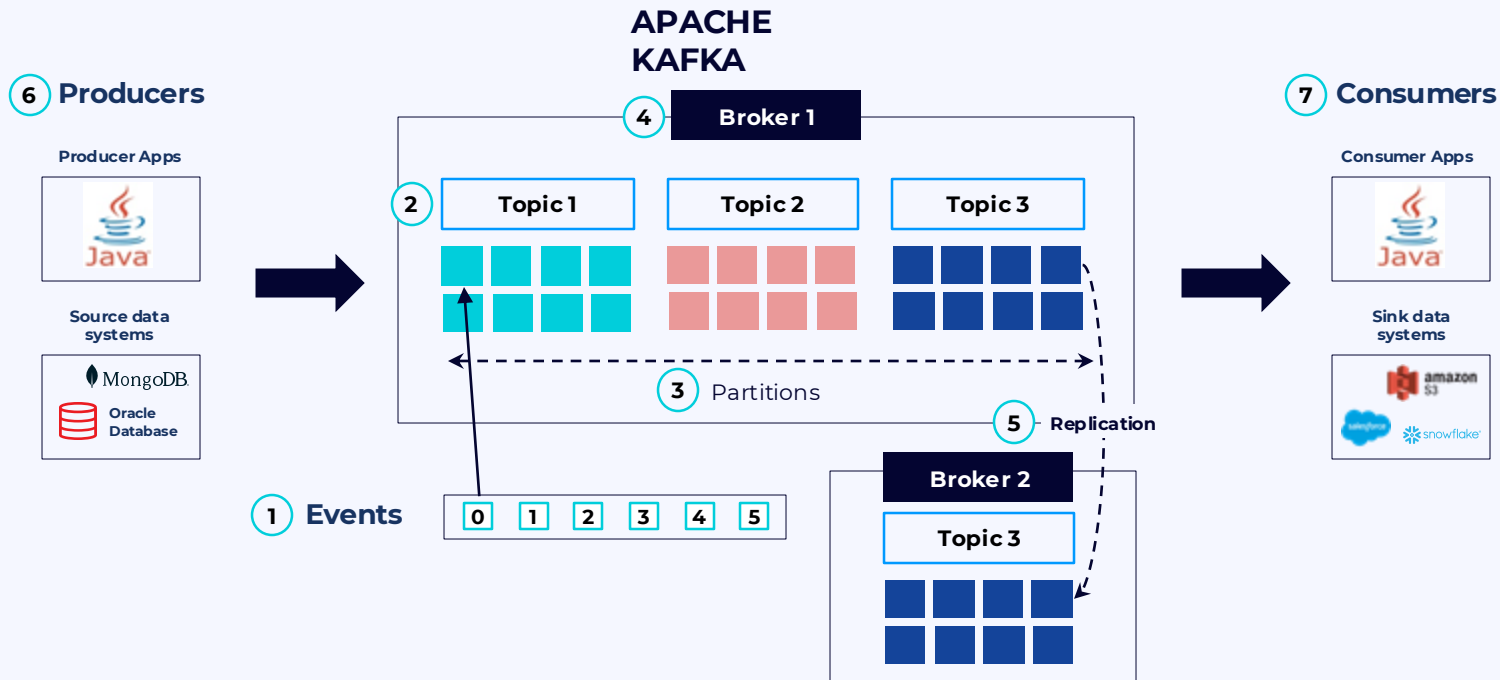 APACHE
KAFKA
6 Producers
Producer Apps
Java
Source data
systems
MongoDB
Oracle
Database
4 Broker 1
2 Topic 1
Topic 2
Topic 3
3 Partitions
5 Replication
1 Events
0 1 2 3 4 5
Broker 2
Topic 3
7 Consumers
Consumer Apps
Java
Sink data
systems
amazon
S3
salesforce
snowflake